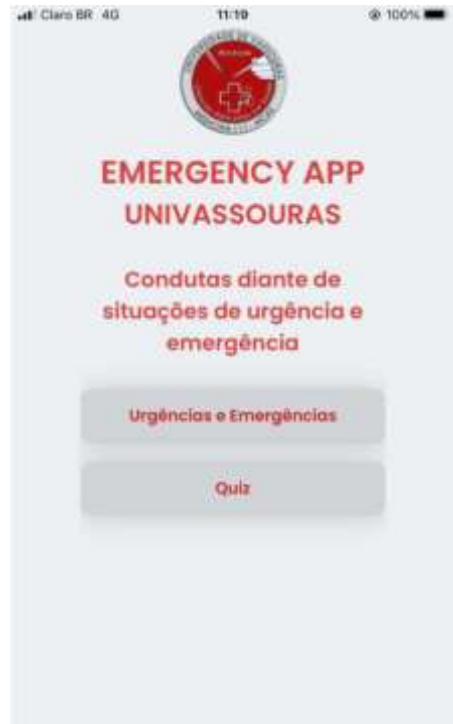 Claro BR 4G 11:19 100%
EMERGENCY APP
UNIVASSOURAS
Condutas diante de
situações de urgência e
emergência
Urgências e Emergências
Quiz